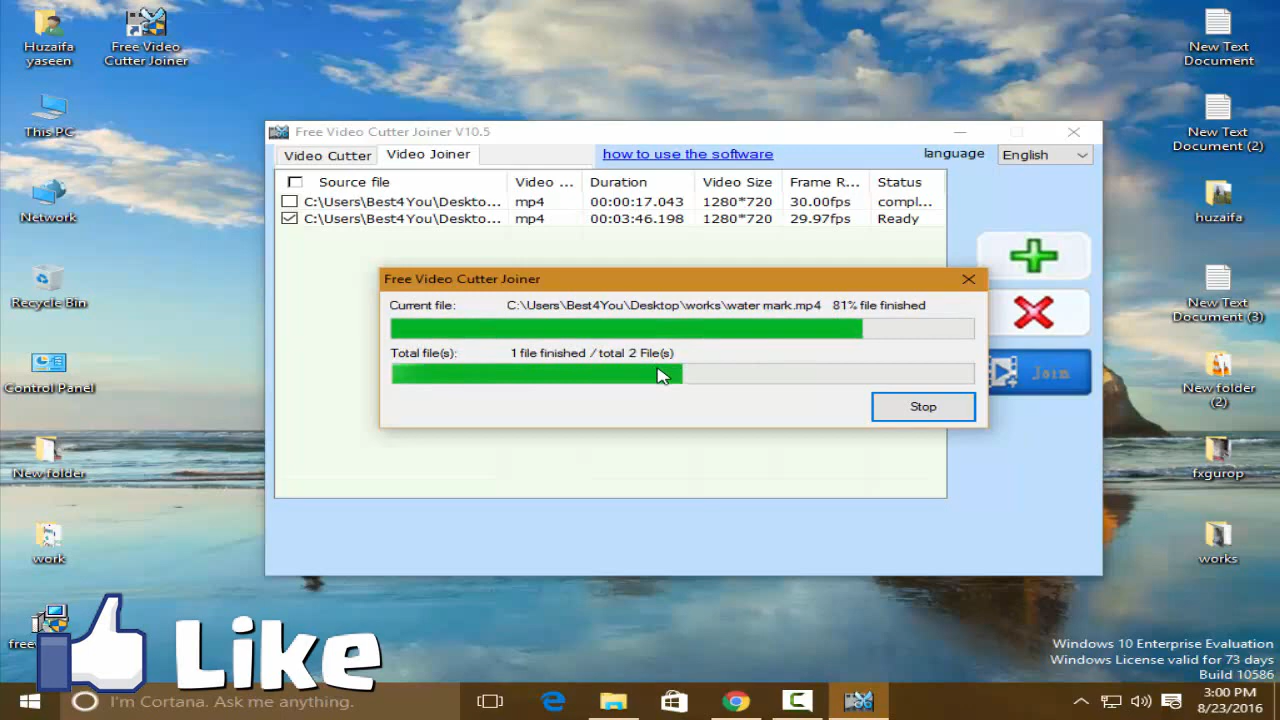 Huzaifa
yaseen
Free Video
Cutter Joiner
This PC
Network
Recycle Bin
Control Panel
New folder
work
New Text
Document
New Text
Document (2)
huzaifa
New Text
Document (3)
New folder
(2)
fxgurop
works
Free Video Cutter Joiner V10.5
Video Cutter
Video Joiner
how to use the software
language
English
Source file Video ... Duration Video Size Frame R... Status
C:\Users\Best4You\Deskto... mp4 00:00:17.043 1280*720 30.00fps compl...
C:\Users\Best4You\Deskto... mp4 00:03:46.198 1280*720 29.97fps Ready
Free Video Cutter Joiner
Current file: C:\Users\Best4You\Desktop\works\water mark.mp4 81% file finished
Total file(s): 1 file finished / total 2 File(s)
Stop
Join
Like
Windows 10 Enterprise Evaluation
Windows License valid for 73 days
Build 10586
I'm Cortana. Ask me anything.
3:00 PM
8/23/2016